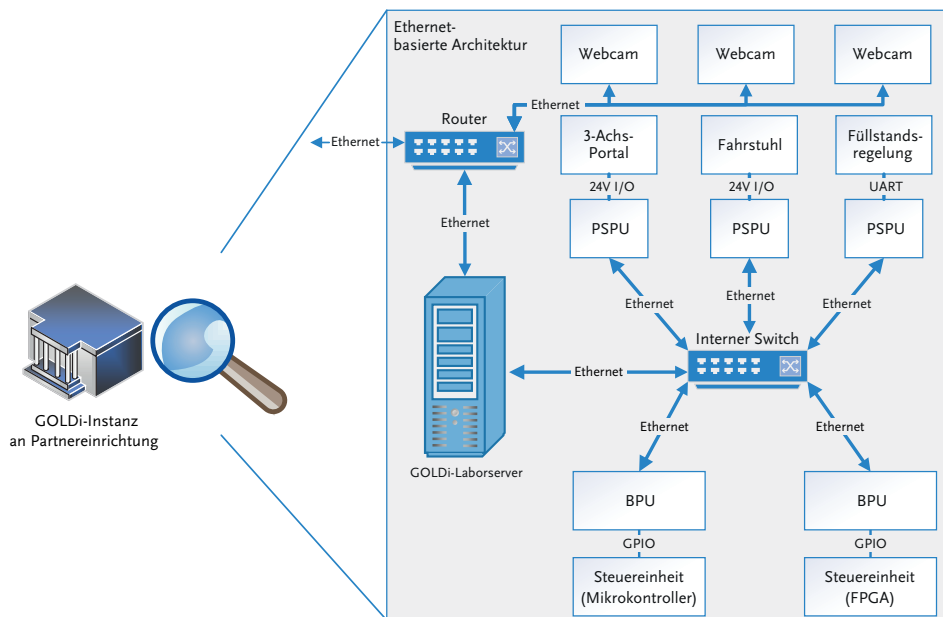 Ethernet-
basierte Architektur
Webcam
Webcam
Webcam
Ethernet
Router
Ethernet
3-Achs-
Portal
Fahrstuhl
Füllstands-
regelung
24V I/O
24V I/O
UART
PSPU
PSPU
PSPU
Ethernet
Ethernet
Ethernet
Ethernet
Interner Switch
Ethernet
GOLDi-Instanz
an Partnereinrichtung
GOLDi-Laborserver
Ethernet
Ethernet
BPU
BPU
GPIO
GPIO
Steuereinheit
(Mikrokontroller)
Steuereinheit
(FPGA)